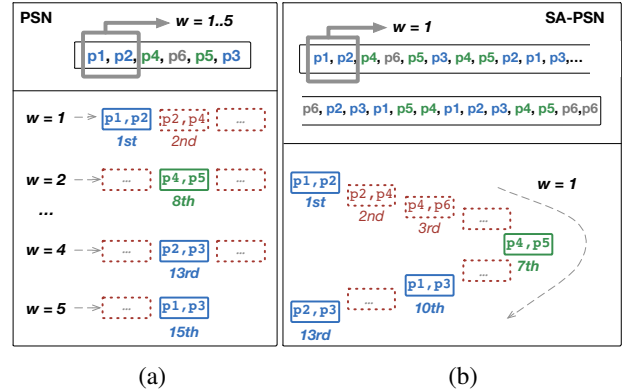 PSN
w = 1..5
p1, p2, p4, p6, p5, p3
w = 1
p1,p2
p2,p4
...
1st
2nd
w = 2
...
p4,p5
...
8th
...
w = 4
...
p2,p3
...
13rd
w = 5
...
p1,p3
15th
(a)
SA-PSN
w = 1
p1, p2, p4, p6, p5, p3, p4, p5, p2, p1, p3,...
p6, p2, p3, p1, p5, p4, p1, p2, p3, p4, p5, p6,p6
w = 1
p1,p2
1st
p2,p4
2nd
p4,p6
3rd
...
p4,p5
7th
...
p1,p3
10th
...
p2,p3
13rd
(b)